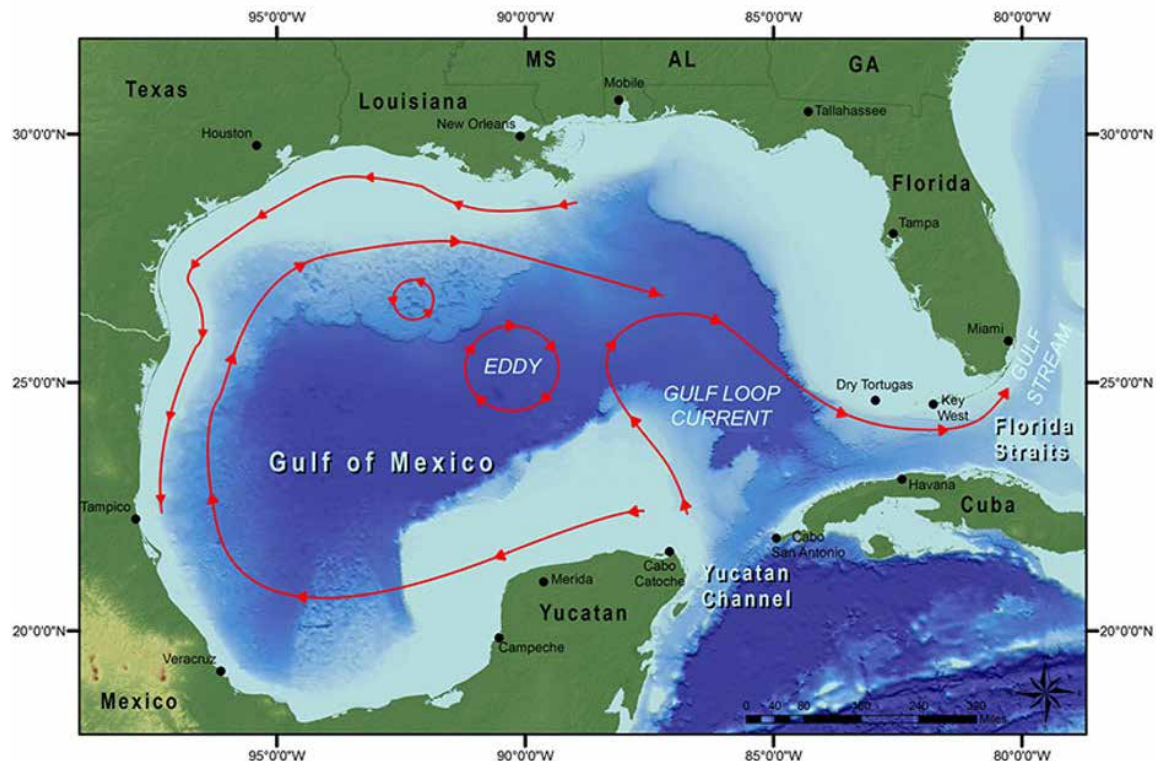 95°0'0"W 90°0'0"W 85°0'0"W 80°0'0"W
MS AL GA
Texas
Louisiana
Mobile
New Orleans
Tallahassee
Houston
30°0'0"N 30°0'0"N
Florida
Tampa
Miami
EDDY
GULF STREAM
25°0'0"N 25°0'0"N
GULF LOOP
CURRENT
Dry Tortugas
Key
West
Florida
Straits
Gulf of Mexico
Havana
Tampico
Cuba
Cabo
San Antonio
Cabo
Catoche
Yucatan
Channel
Merida
Yucatan
20°0'0"N 20°0'0"N
Campeche
Veracruz
Mexico
0 40 80 160 240 320
Miles
95°0'0"W 90°0'0"W 85°0'0"W 80°0'0"W